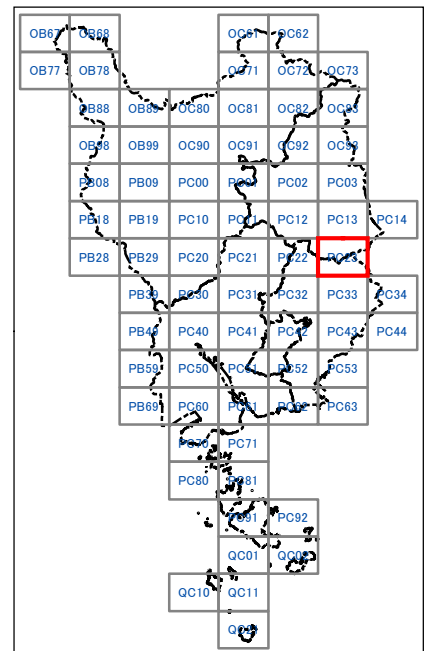 OB67 OB68 OC61 OC62
OB77 OB78 OC71 OC72 OC73
OB88 OB89 OC80 OC81 OC82 OC83
OB98 OB99 OC90 OC91 OC92 OC93
PB08 PB09 PC00 PC01 PC02 PC03
PB18 PB19 PC10 PC11 PC12 PC13 PC14
PB28 PB29 PC20 PC21 PC22 PC23
PB39 PC30 PC31 PC32 PC33 PC34
PB49 PC40 PC41 PC42 PC43 PC44
PB59 PC50 PC51 PC52 PC53
PB69 PC60 PC61 PC62 PC63
PC70 PC71
PC80 PC81
PC91 PC92
QC01 QC02
QC10 QC11
QC21